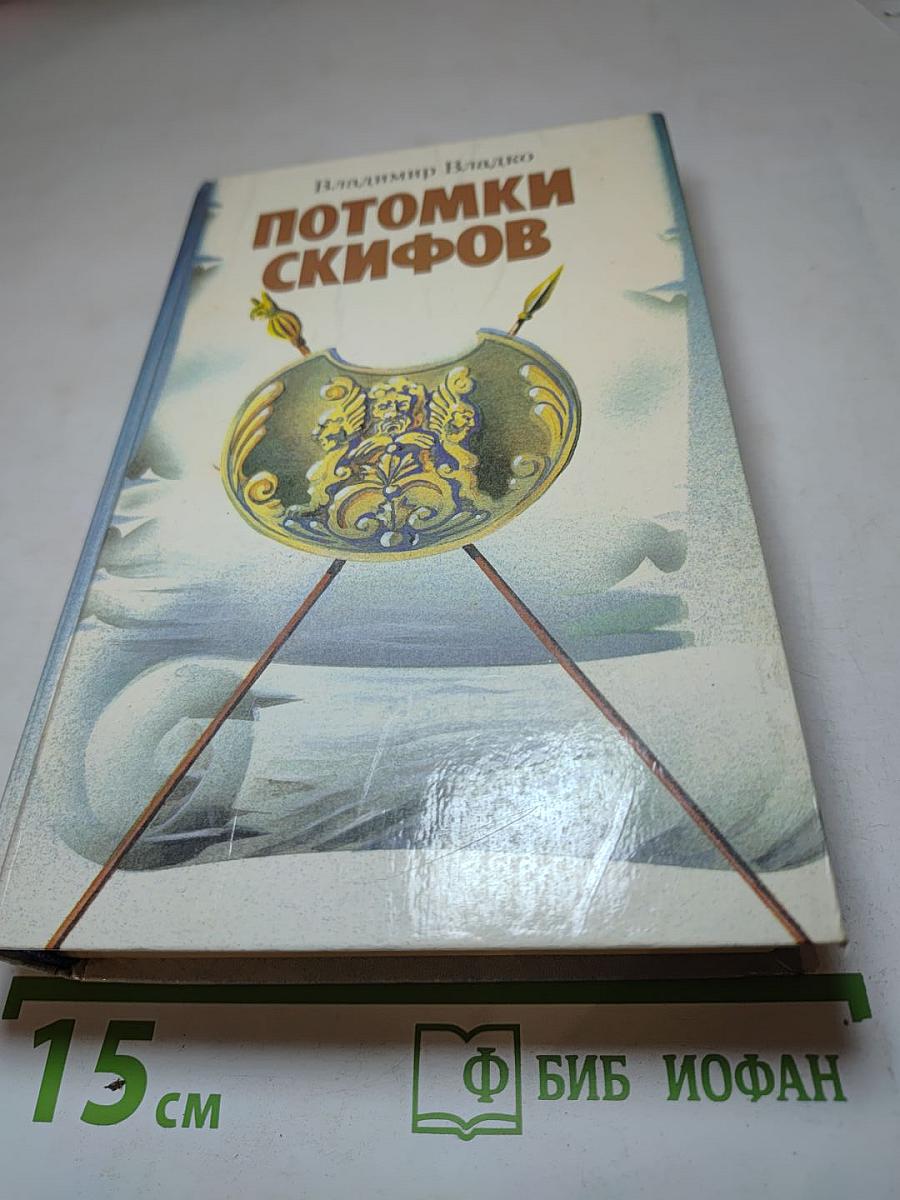 Владимир Владко
ПОТОМКИ
СКИФОВ
15 см
Ф БИБ ИОФАН